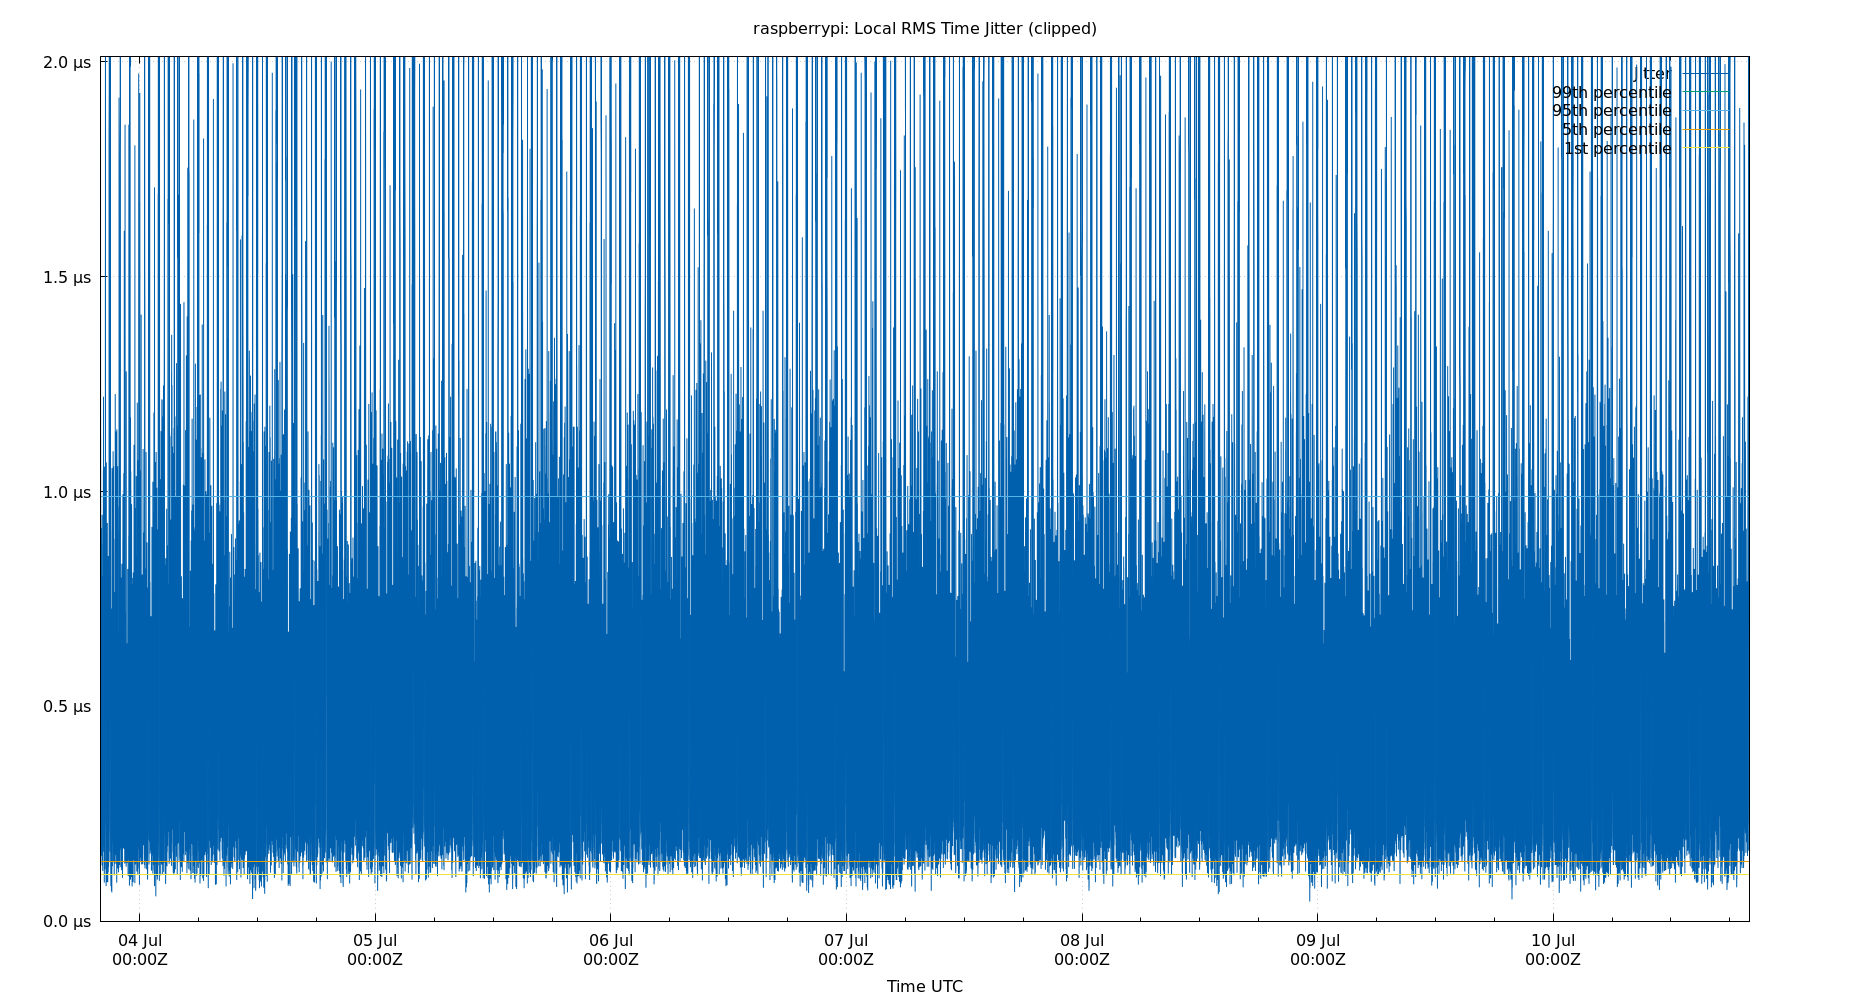 raspberrypi: Local RMS Time Jitter (clipped)
2.0 µs
1.5 µs
1.0 µs
0.5 µs
0.0 µs
Jitter
99th percentile
95th percentile
5th percentile
1st percentile
04 Jul
00:00Z
05 Jul
00:00Z
06 Jul
00:00Z
07 Jul
00:00Z
08 Jul
00:00Z
09 Jul
00:00Z
10 Jul
00:00Z
Time UTC